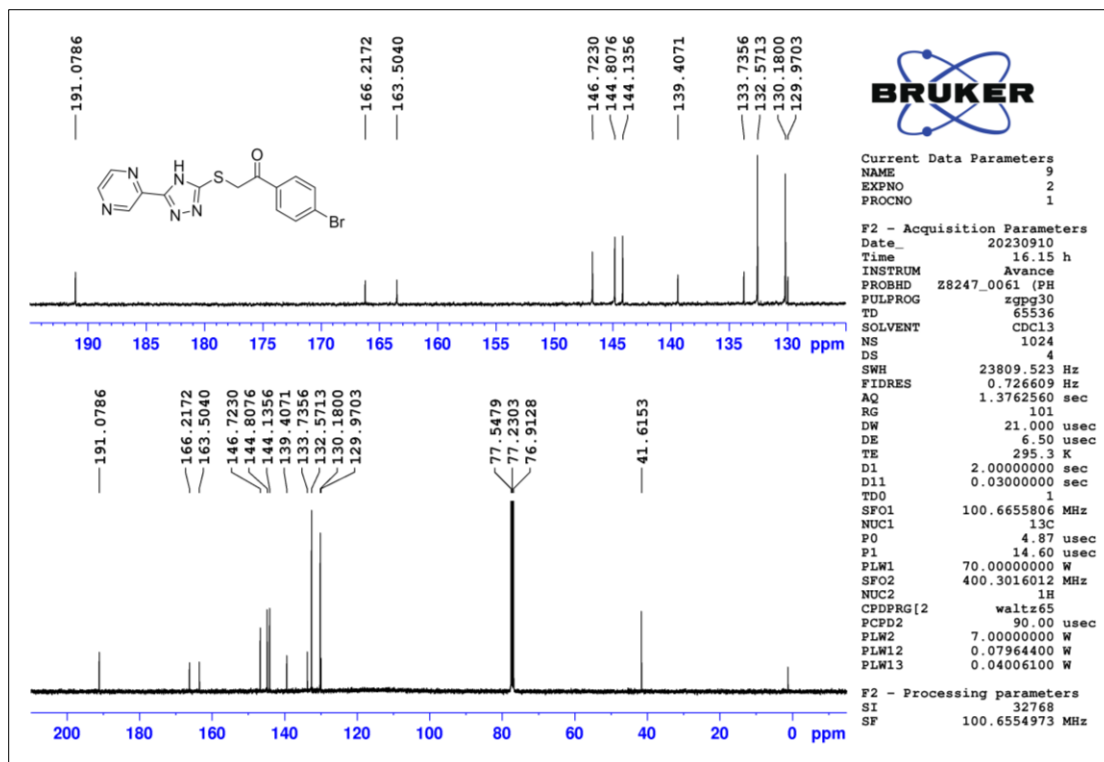 191.0786
166.2172
163.5040
146.7230
144.8076
144.1356
139.4071
133.7356
132.5713
130.1800
129.9703
N
N
NH
N
N
S
O
Br
190 185 180 175 170 165 160 155 150 145 140 135 130 ppm
191.0786
166.2172
163.5040
146.7230
144.8076
144.1356
139.4071
133.7356
132.5713
130.1800
129.9703
77.5479
77.2303
76.9128
41.6153
200 180 160 140 120 100 80 60 40 20 0 ppm
BRUKER
Current Data Parameters
NAME 9
EXPNO 2
PROCNO 1
F2 - Acquisition Parameters
Date_ 20230910
Time 16.15 h
INSTRUM Avance
PROBHD Z8247_0061 (PH
PULPROG zgpg30
TD 65536
SOLVENT CDCl3
NS 1024
DS 4
SWH 23809.523 Hz
FIDRES 0.726609 Hz
AQ 1.3762560 sec
RG 101
DW 21.000 usec
DE 6.50 usec
TE 295.3 K
D1 2.00000000 sec
D11 0.03000000 sec
TD0 1
SFO1 100.6655806 MHz
NUC1 13C
P0 4.87 usec
P1 14.60 usec
PLW1 70.00000000 W
SFO2 400.3016012 MHz
NUC2 1H
CPDPRG[2 waltz65
PCPD2 90.00 usec
PLW2 7.00000000 W
PLW12 0.07964400 W
PLW13 0.04006100 W
F2 - Processing parameters
SI 32768
SF 100.6554973 MHz